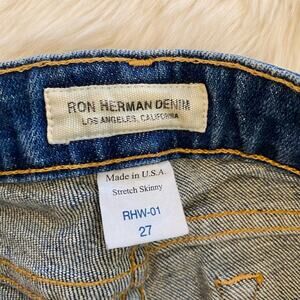 RON HERMAN DENIM
LOS ANGELES, CALIFORNIA
Made in U.S.A.
Stretch Skinny
RHW-01
27